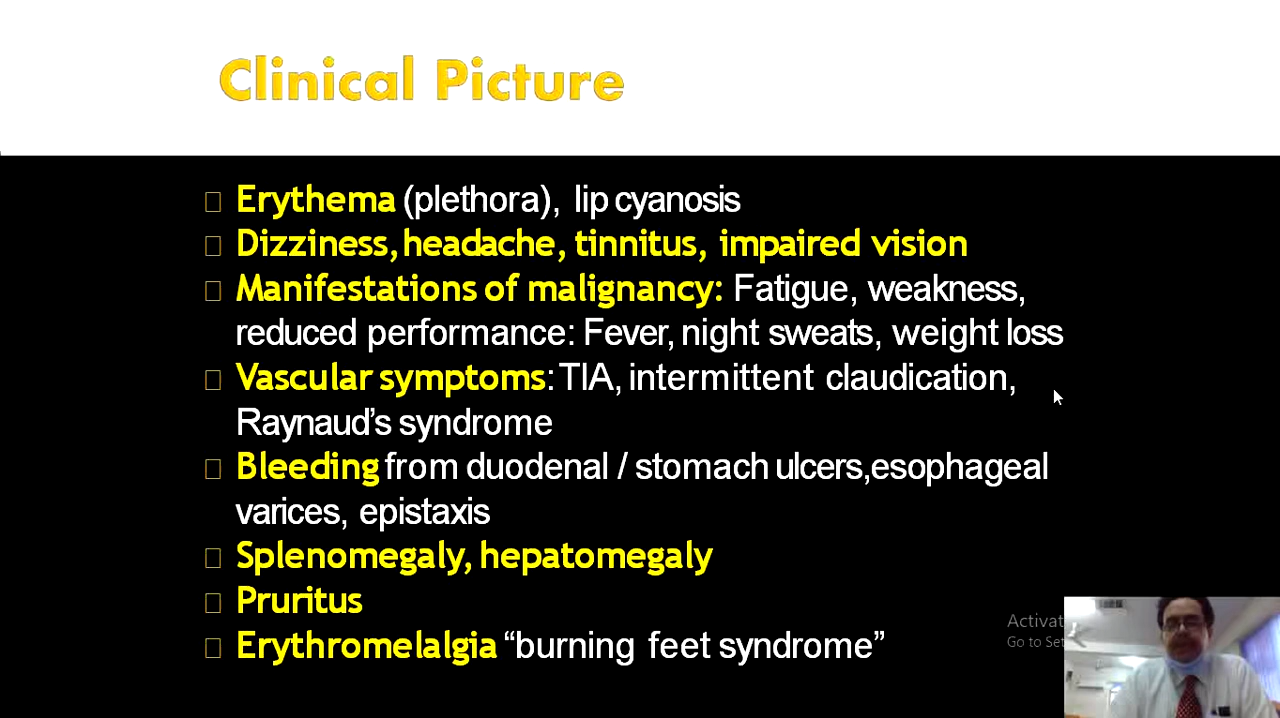 Clinical Picture
Erythema (plethora), lip cyanosis
Dizziness, headache, tinnitus, impaired vision
Manifestations of malignancy: Fatigue, weakness,
reduced performance: Fever, night sweats, weight loss
Vascular symptoms: TIA, intermittent claudication,
Raynaud’s syndrome
Bleeding from duodenal / stomach ulcers,esophageal
varices, epistaxis
Splenomegaly, hepatomegaly
Pruritus
Erythromelalgia “burning feet syndrome”
Activat
Go to Set